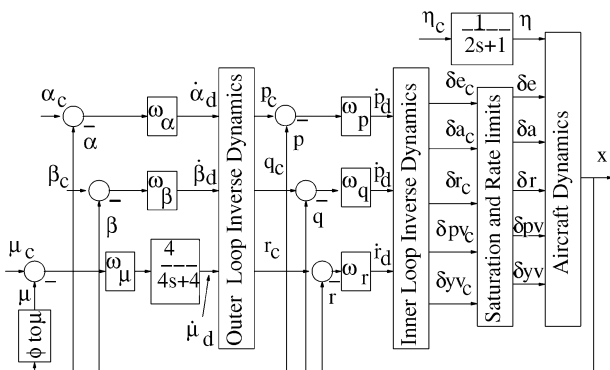 η_c 1/(2s+1) η
α_c − α ω_α α̇_d
β_c − β ω_β β̇_d
μ_c − μ ω_μ 4/(4s+4) μ̇_d
ϕ to μ
Outer Loop Inverse Dynamics
p_c − p ω_p ṗ_d
q_c − q ω_q ṗ_d
r_c − r ω_r ṙ_d
Inner Loop Inverse Dynamics
δe_c
δa_c
δr_c
δpv_c
δyv_c
Saturation and Rate limits
δe
δa
δr
δpv
δyv
Aircraft Dynamics
x